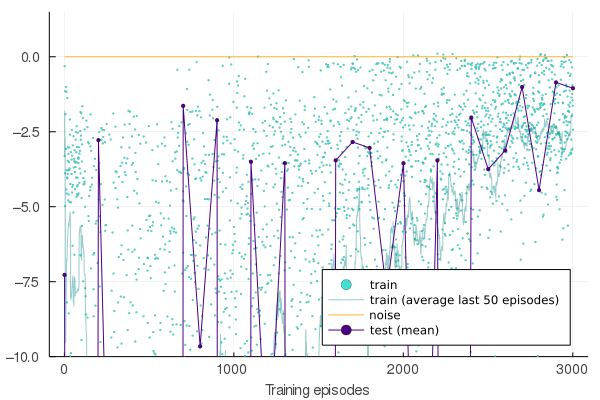 0.0
−2.5
−5.0
−7.5
−10.0
train
train (average last 50 episodes)
noise
test (mean)
0 1000 2000 3000
Training episodes